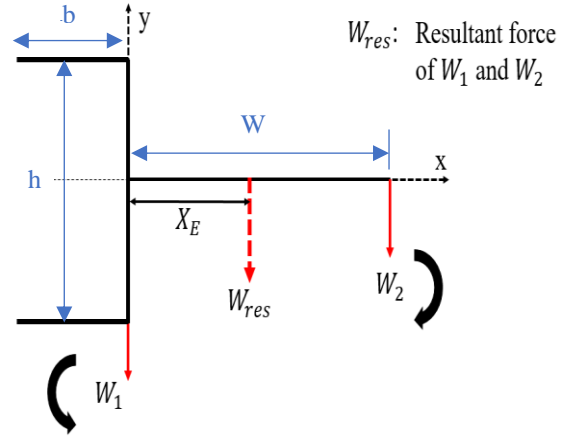 b
y
W_res: Resultant force
of W_1 and W_2
W
h
x
X_E
W_res
W_2
W_1